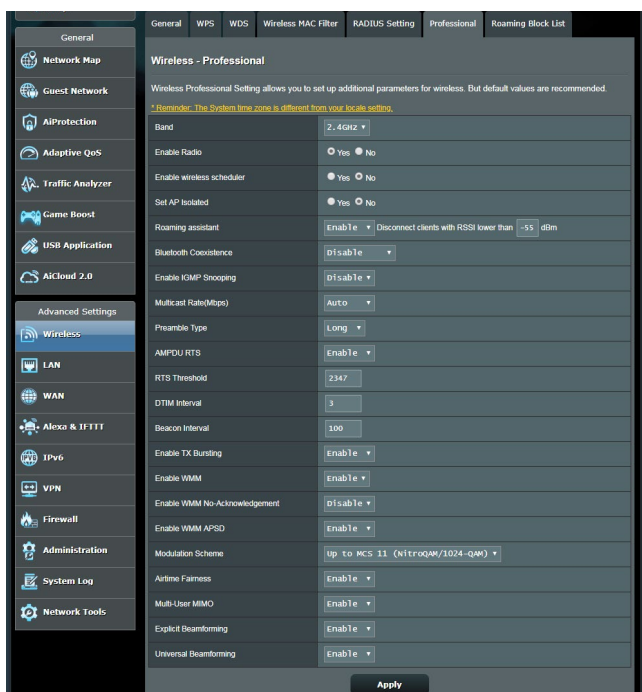 General WPS WDS Wireless MAC Filter RADIUS Setting Professional Roaming Block List
General
Network Map
Guest Network
AiProtection
Adaptive QoS
Traffic Analyzer
Game Boost
USB Application
AiCloud 2.0
Advanced Settings
Wireless
LAN
WAN
Alexa & IFTTT
IPv6
VPN
Firewall
Administration
System Log
Network Tools
Wireless - Professional
Wireless Professional Setting allows you to set up additional parameters for wireless. But default values are recommended.
* Reminder: The System time zone is different from your locale setting.
Band 2.4GHz
Enable Radio Yes No
Enable wireless scheduler Yes No
Set AP Isolated Yes No
Roaming assistant Enable Disconnect clients with RSSI lower than -55 dBm
Bluetooth Coexistence Disable
Enable IGMP Snooping Disable
Multicast Rate(Mbps) Auto
Preamble Type Long
AMPDU RTS Enable
RTS Threshold 2347
DTIM Interval 3
Beacon Interval 100
Enable TX Bursting Enable
Enable WMM Enable
Enable WMM No-Acknowledgement Disable
Enable WMM APSD Enable
Modulation Scheme Up to MCS 11 (NitroQAM/1024-QAM)
Airtime Fairness Enable
Multi-User MIMO Enable
Explicit Beamforming Enable
Universal Beamforming Enable
Apply